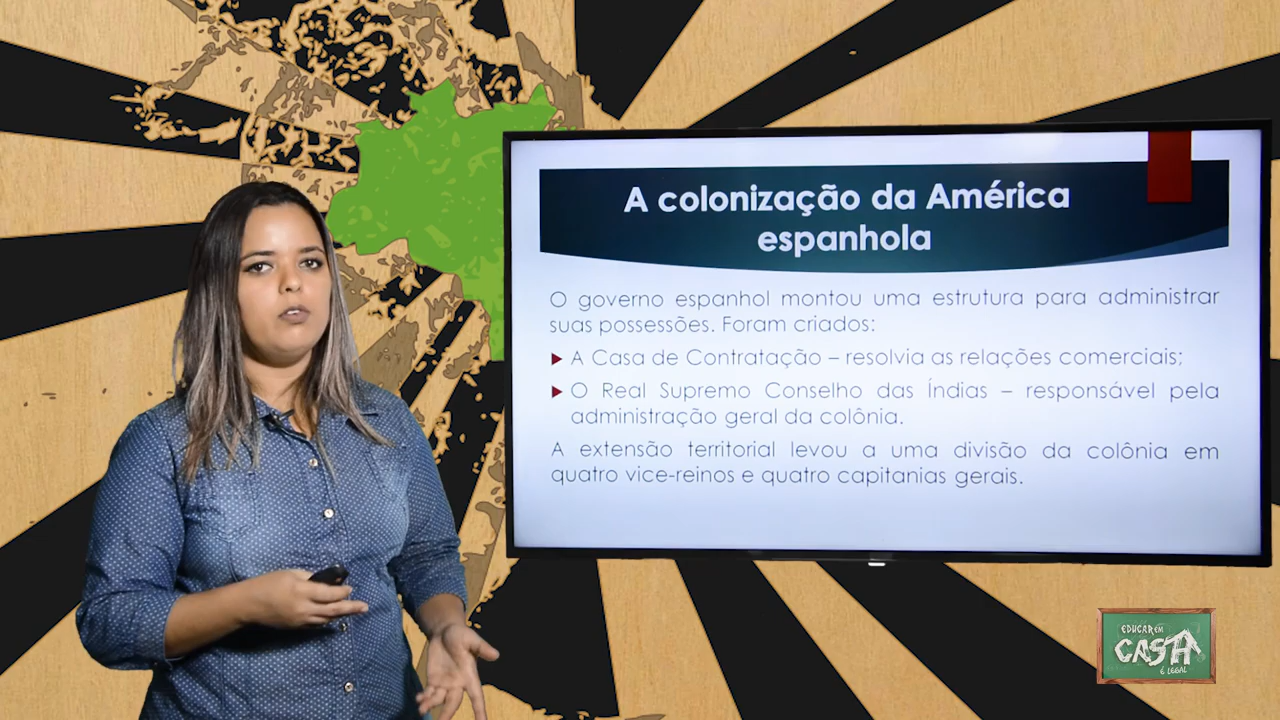 A colonização da América
espanhola
O governo espanhol montou uma estrutura para administrar
suas possessões. Foram criados:
A Casa de Contratação – resolvia as relações comerciais;
O Real Supremo Conselho das Índias – responsável pela
administração geral da colônia.
A extensão territorial levou a uma divisão da colônia em
quatro vice-reinos e quatro capitanias gerais.
EDUCAR EM
CASA
É LEGAL